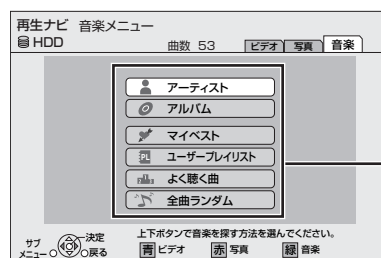 再生ナビ 音楽メニュー
HDD 曲数 53 ビデオ 写真 音楽
アーティスト
アルバム
マイベスト
PL ユーザープレイリスト
よく聴く曲
全曲ランダム
上下ボタンで音楽を探す方法を選んでください。
サブメニュー 決定 戻る
青 ビデオ 赤 写真 緑 音楽